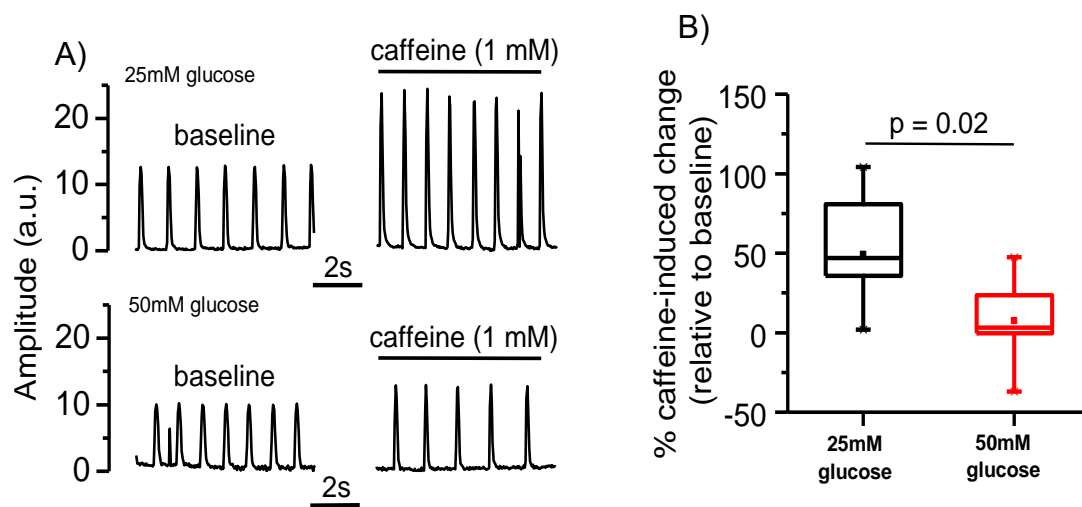 A)
25mM glucose
caffeine (1 mM)
baseline
20
10
0
2s
50mM glucose
caffeine (1 mM)
baseline
20
10
0
2s
Amplitude (a.u.)
B)
% caffeine-induced change
(relative to baseline)
150
100
50
0
-50
p = 0.02
25mM
glucose
50mM
glucose